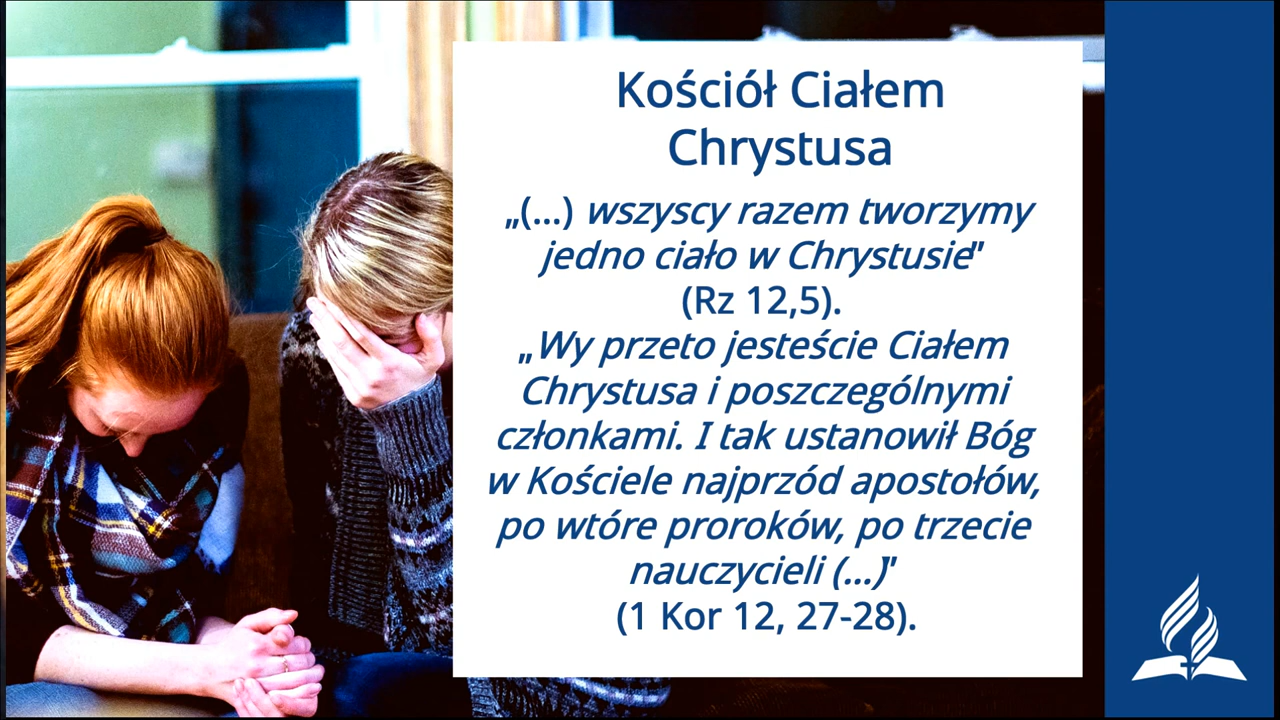 Kościół Ciałem
Chrystusa
„(...) wszyscy razem tworzymy
jedno ciało w Chrystusie"
(Rz 12,5).
„Wy przeto jesteście Ciałem
Chrystusa i poszczególnymi
członkami. I tak ustanowił Bóg
w Kościele najprzód apostołów,
po wtóre proroków, po trzecie
nauczycieli (...)"
(1 Kor 12, 27-28).